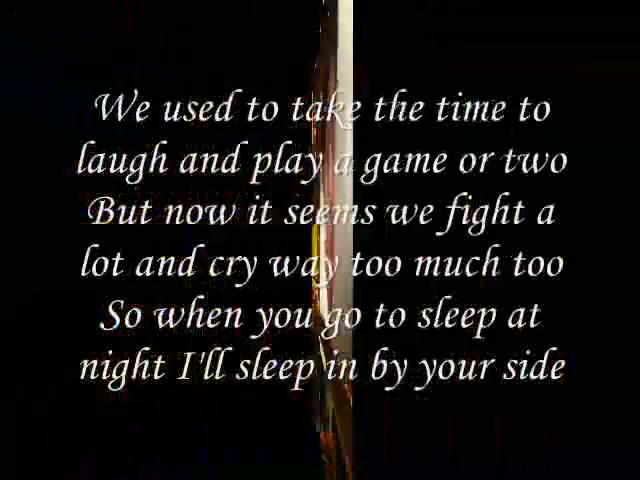 We used to take the time to
laugh and play a game or two
But now it seems we fight a
lot and cry way too much too
So when you go to sleep at
night I'll sleep in by your side